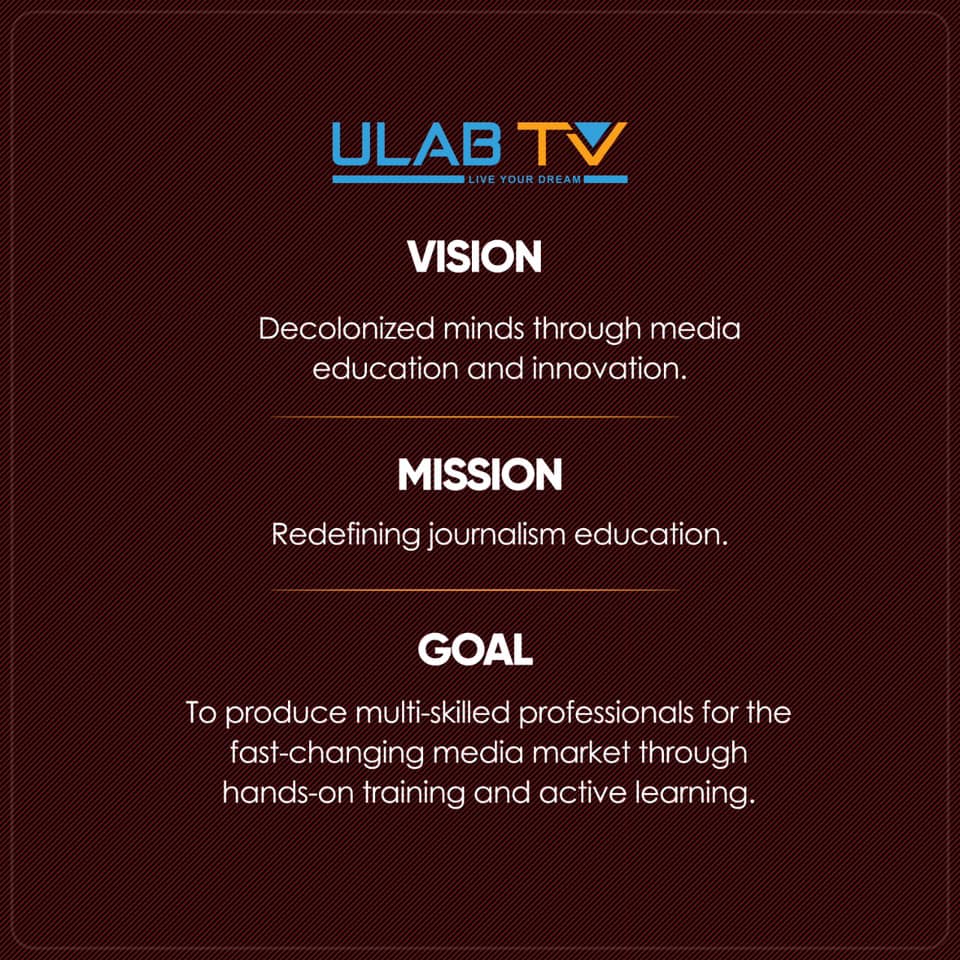 ULAB TV
LIVE YOUR DREAM
VISION
Decolonized minds through media
education and innovation.
MISSION
Redefining journalism education.
GOAL
To produce multi-skilled professionals for the
fast-changing media market through
hands-on training and active learning.